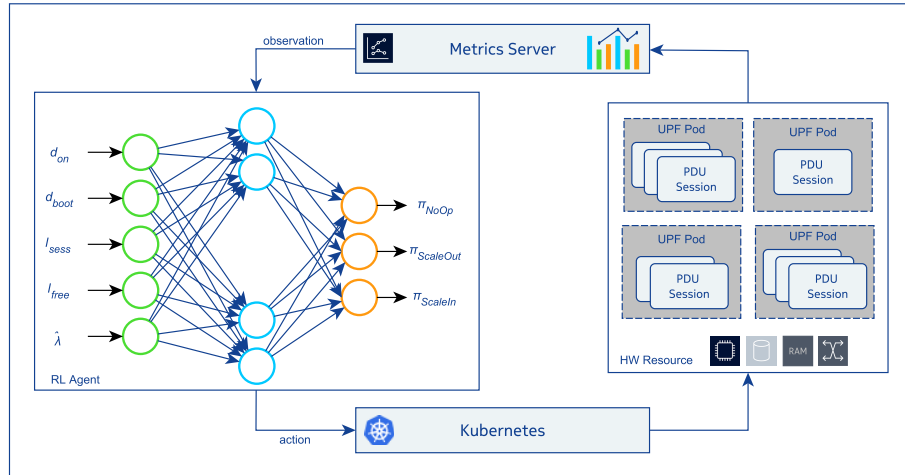 observation
Metrics Server
d_on
d_boot
l_sess
l_free
λ̂
π_NoOp
π_ScaleOut
π_ScaleIn
RL Agent
UPF Pod
PDU
Session
UPF Pod
PDU
Session
UPF Pod
PDU
Session
UPF Pod
PDU
Session
HW Resource
RAM
action
Kubernetes